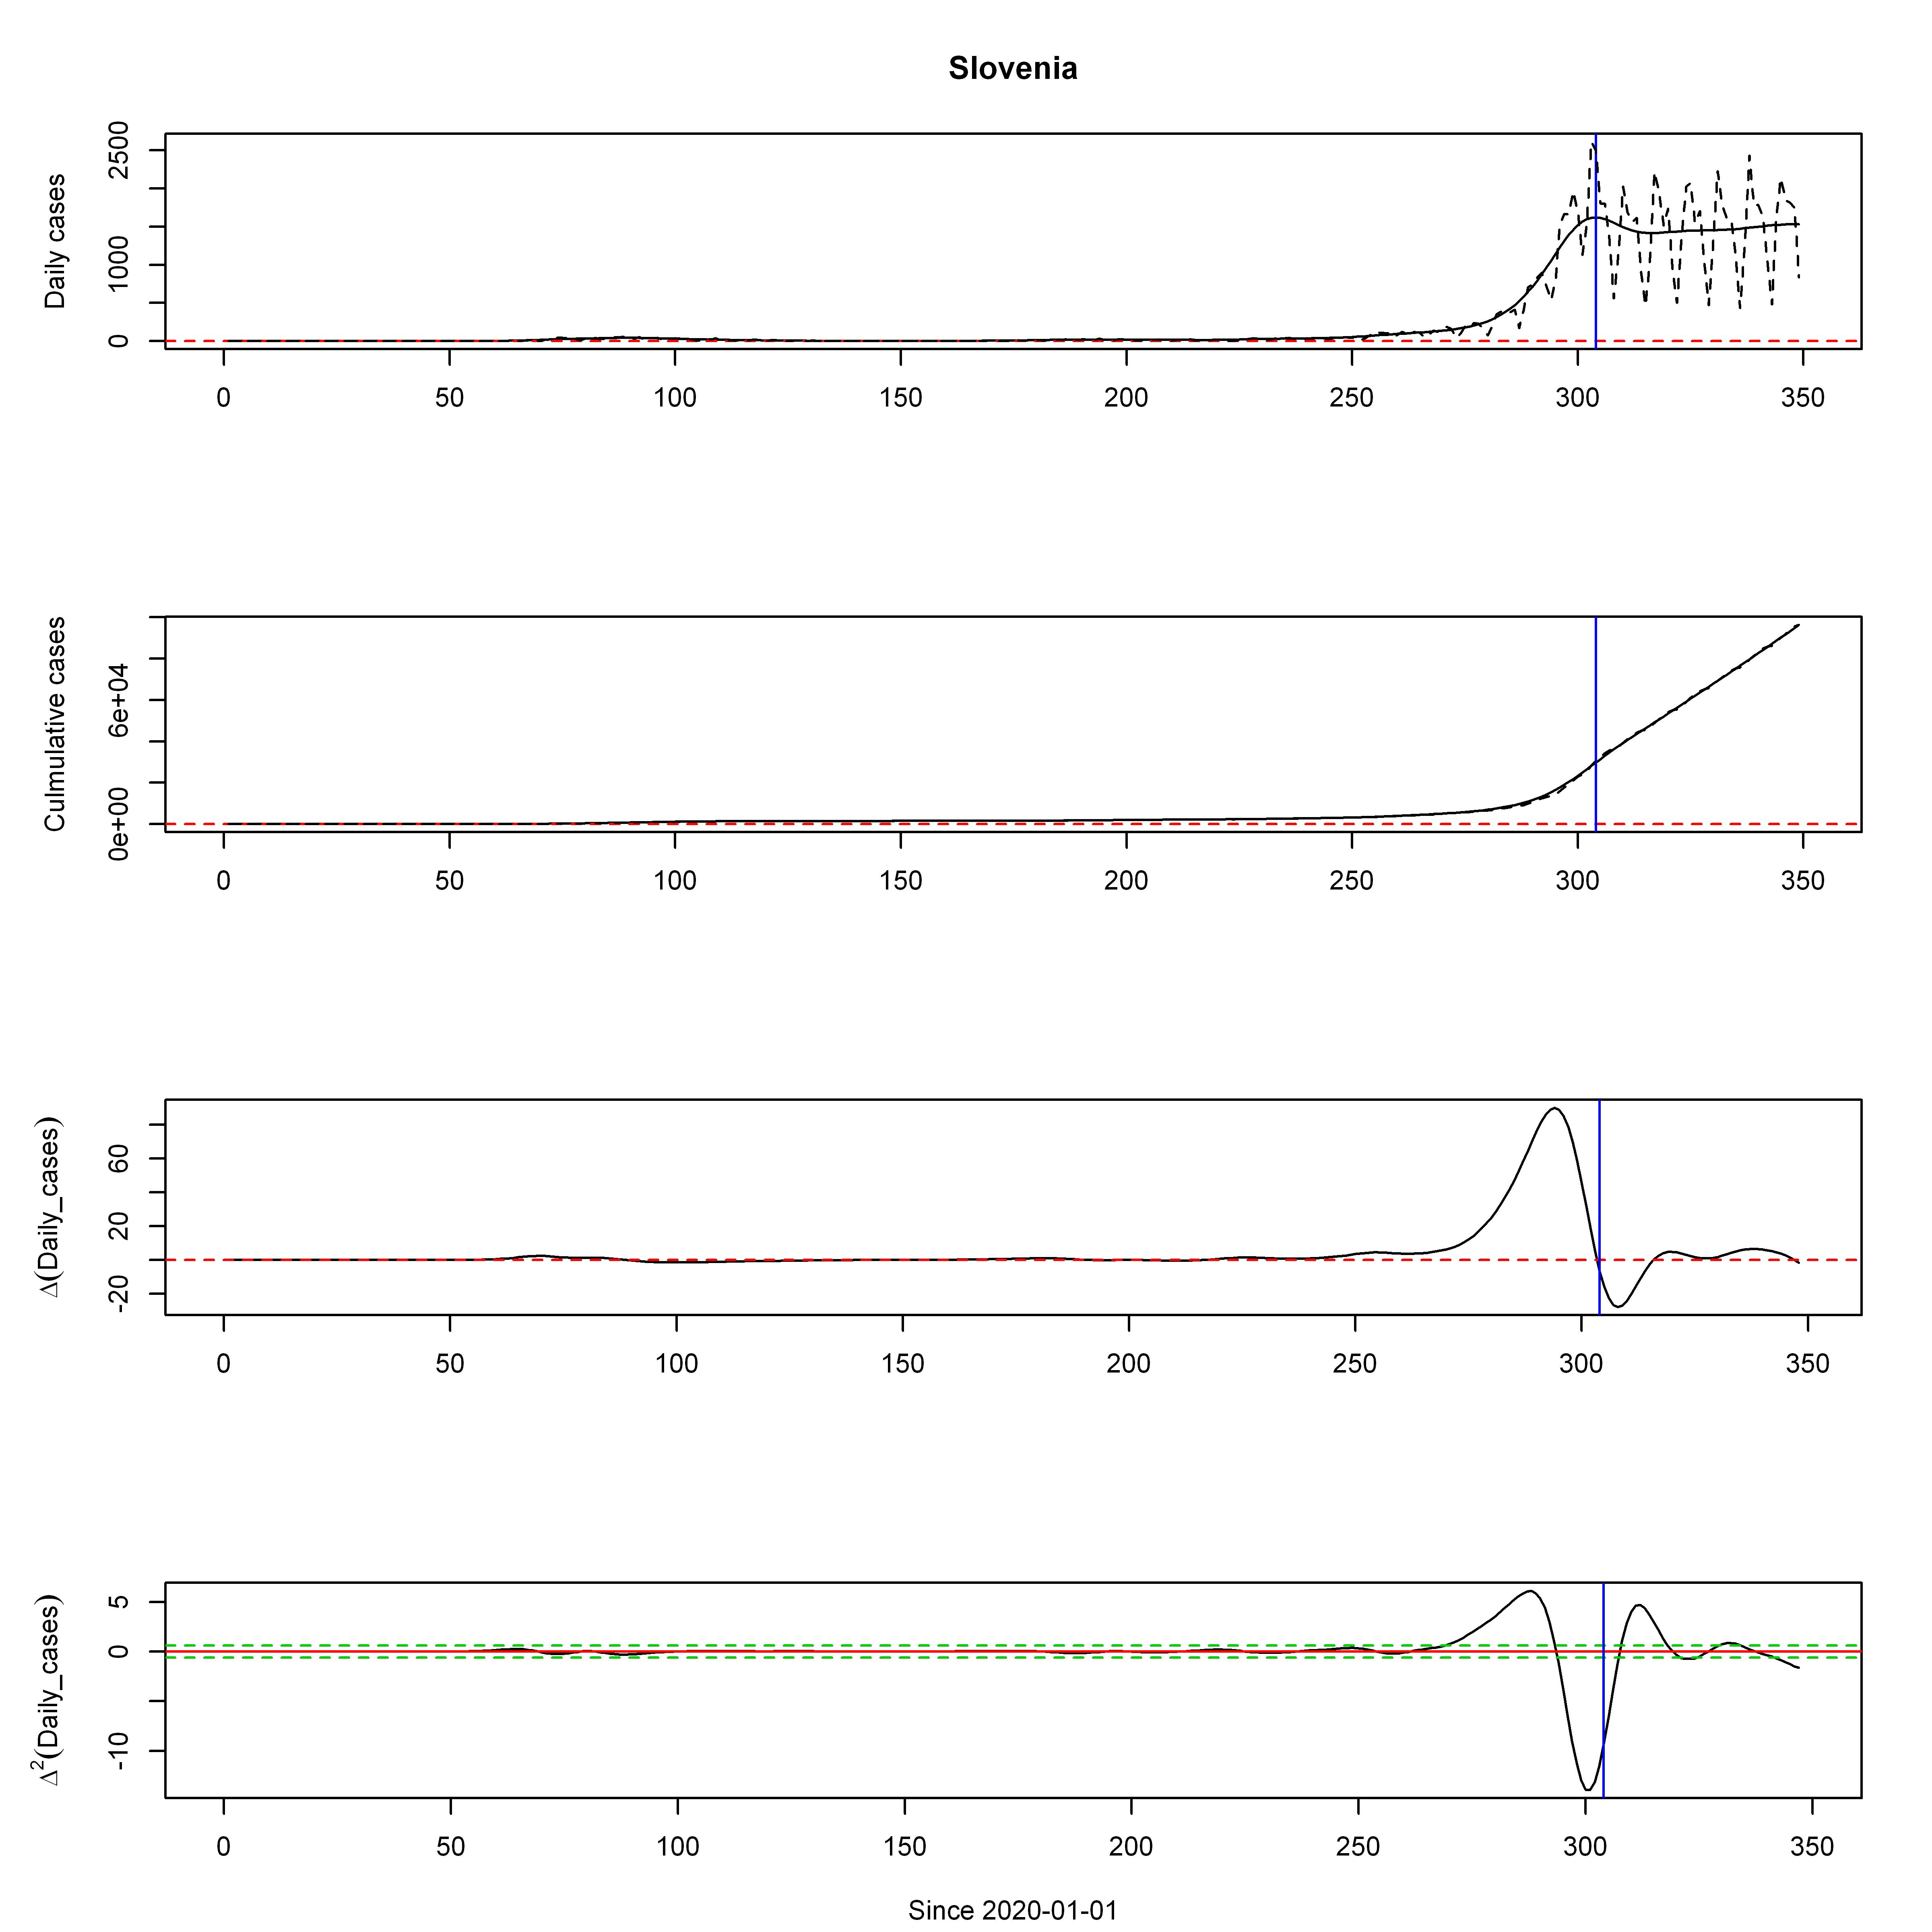 Slovenia
Daily cases
2500
1000
0
0 50 100 150 200 250 300 350
Culmulative cases
6e+04
0e+00
0 50 100 150 200 250 300 350
Δ(Daily_cases)
60
20
-20
0 50 100 150 200 250 300 350
Δ²(Daily_cases)
5
0
-10
0 50 100 150 200 250 300 350
Since 2020-01-01